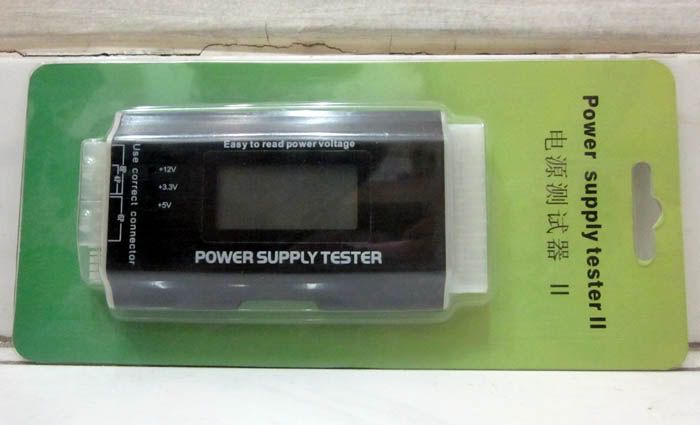 Power supply tester II
电源测试器 II
Easy to read power voltage
+12V
+3.3V
+5V
Use correct connector
POWER SUPPLY TESTER